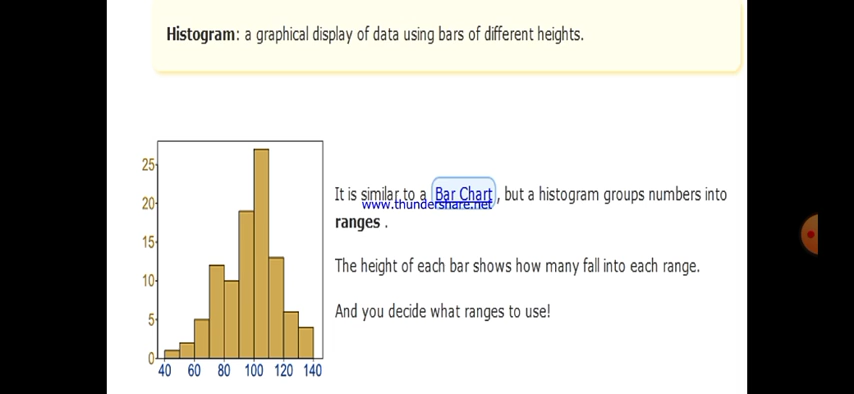 Histogram: a graphical display of data using bars of different heights.
It is similar to a Bar Chart, but a histogram groups numbers into
www.thundershare.net
ranges .
The height of each bar shows how many fall into each range.
And you decide what ranges to use!
25
20
15
10
5
0
40 60 80 100 120 140